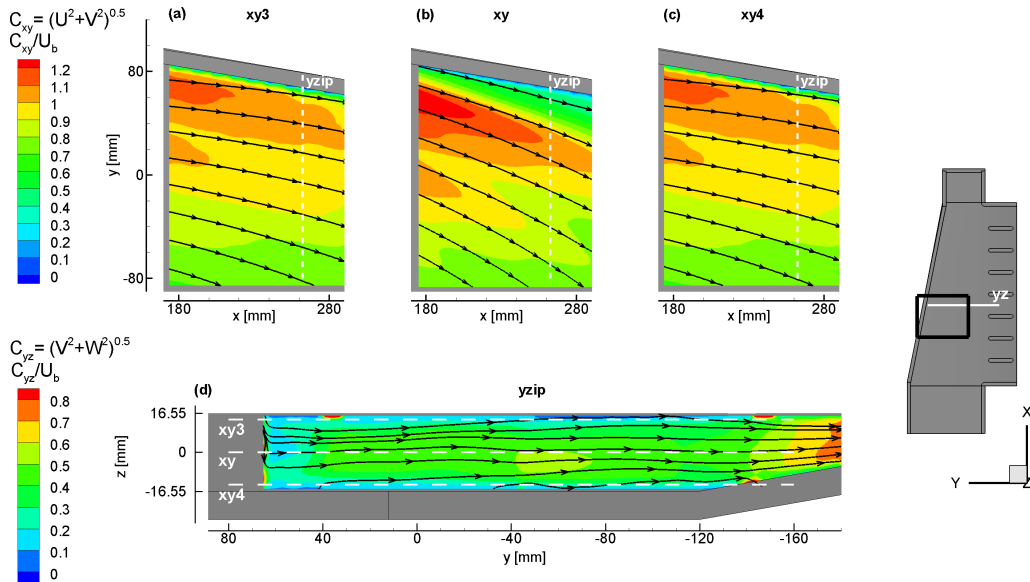 C_xy = (U²+V²)^0.5
C_xy/U_b
1.2
1.1
1
0.9
0.8
0.7
0.6
0.5
0.4
0.3
0.2
0.1
0
(a) xy3
(b) xy
(c) xy4
yzip
yzip
yzip
80
0
-80
y [mm]
180 280
180 280
180 280
x [mm]
x [mm]
x [mm]
yz
X
Y
Z
C_yz = (V²+W²)^0.5
C_yz/U_b
0.8
0.7
0.6
0.5
0.4
0.3
0.2
0.1
0
(d) yzip
16.55
0
-16.55
z [mm]
xy3
xy
xy4
80 40 0 -40 -80 -120 -160
y [mm]